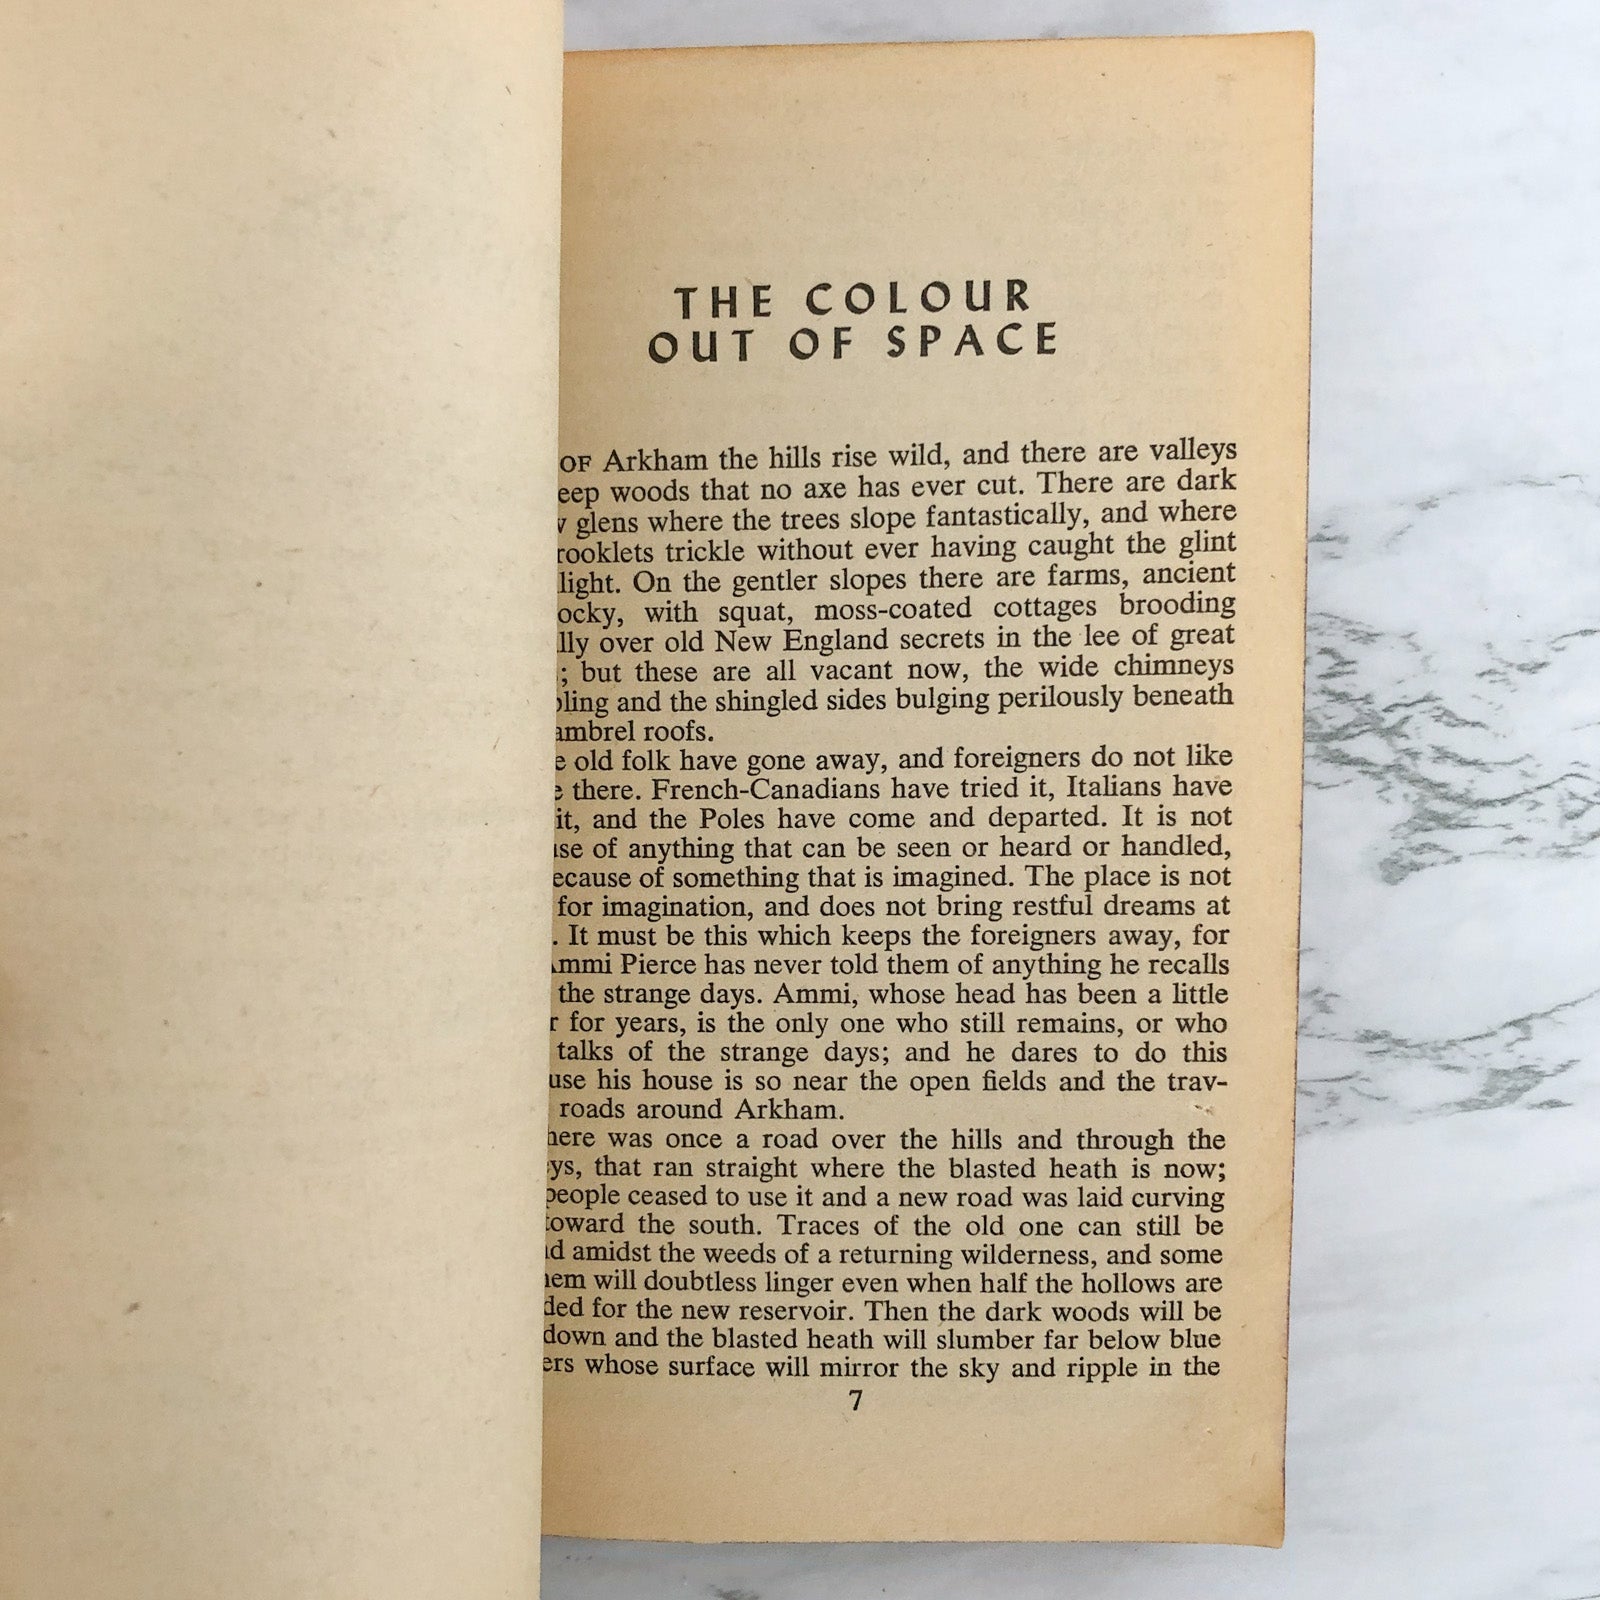 THE COLOUR
OUT OF SPACE
OF Arkham the hills rise wild, and there are valleys
eep woods that no axe has ever cut. There are dark
glens where the trees slope fantastically, and where
rooklets trickle without ever having caught the glint
light. On the gentler slopes there are farms, ancient
ocky, with squat, moss-coated cottages brooding
lly over old New England secrets in the lee of great
; but these are all vacant now, the wide chimneys
ling and the shingled sides bulging perilously beneath
ambrel roofs.
e old folk have gone away, and foreigners do not like
e there. French-Canadians have tried it, Italians have
it, and the Poles have come and departed. It is not
se of anything that can be seen or heard or handled,
ecause of something that is imagined. The place is not
for imagination, and does not bring restful dreams at
. It must be this which keeps the foreigners away, for
mmi Pierce has never told them of anything he recalls
the strange days. Ammi, whose head has been a little
r for years, is the only one who still remains, or who
talks of the strange days; and he dares to do this
use his house is so near the open fields and the trav-
roads around Arkham.
here was once a road over the hills and through the
ys, that ran straight where the blasted heath is now;
people ceased to use it and a new road was laid curving
toward the south. Traces of the old one can still be
d amidst the weeds of a returning wilderness, and some
hem will doubtless linger even when half the hollows are
ded for the new reservoir. Then the dark woods will be
down and the blasted heath will slumber far below blue
ers whose surface will mirror the sky and ripple in the
7